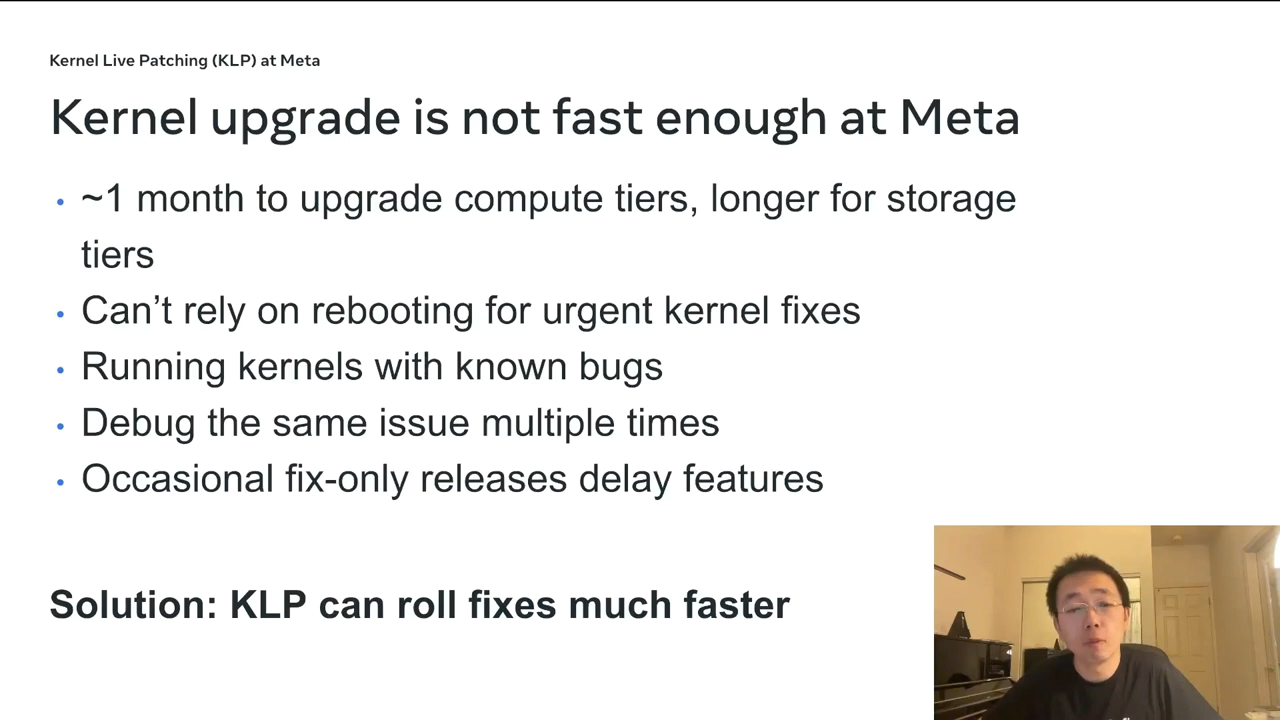 Kernel Live Patching (KLP) at Meta
Kernel upgrade is not fast enough at Meta
• ~1 month to upgrade compute tiers, longer for storage
tiers
• Can’t rely on rebooting for urgent kernel fixes
• Running kernels with known bugs
• Debug the same issue multiple times
• Occasional fix-only releases delay features
Solution: KLP can roll fixes much faster